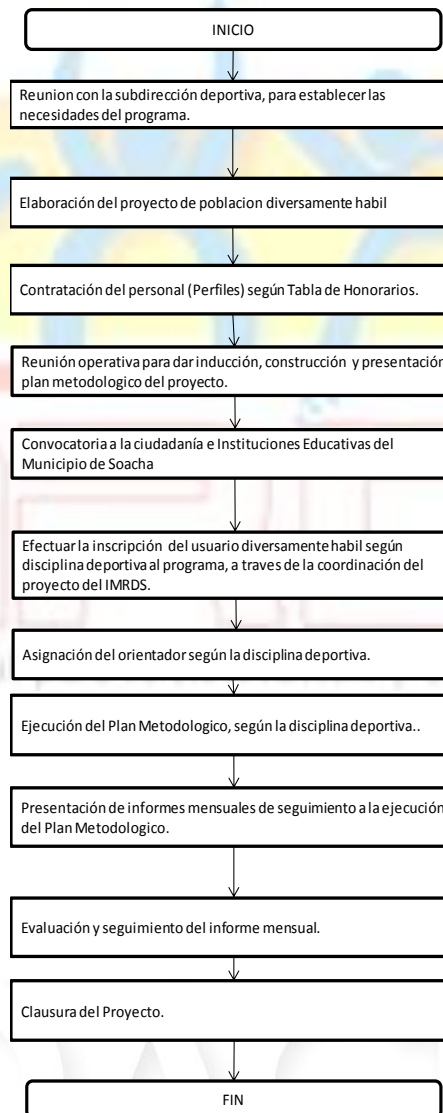 INICIO
Reunion con la subdirección deportiva, para establecer las
necesidades del programa.
Elaboración del proyecto de poblacion diversamente habil
Contratación del personal (Perfiles) según Tabla de Honorarios.
Reunión operativa para dar inducción, construcción y presentación
plan metodologico del proyecto.
Convocatoria a la ciudadanía e Instituciones Educativas del
Municipio de Soacha
Efectuar la inscripción del usuario diversamente habil según
disciplina deportiva al programa, a traves de la coordinación del
proyecto del IMRDS.
Asignación del orientador según la disciplina deportiva.
Ejecución del Plan Metodologico, según la disciplina deportiva..
Presentación de informes mensuales de seguimiento a la ejecución
del Plan Metodologico.
Evaluación y seguimiento del informe mensual.
Clausura del Proyecto.
FIN